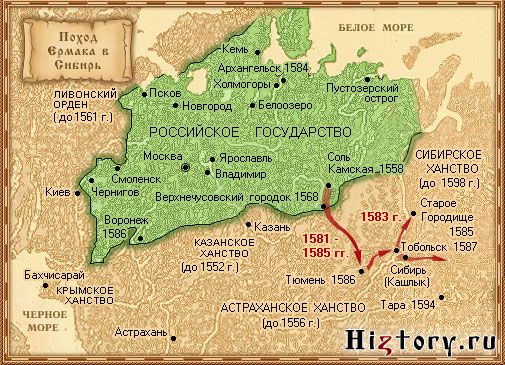 Поход
Ермака в
Сибирь
БЕЛОЕ МОРЕ
Кемь
Архангельск 1584
Холмогоры
Пустозерский
острог
ЛИВОНСКИЙ
ОРДЕН
(до 1561 г.)
Псков
Новгород
Белоозеро
РОССИЙСКОЕ ГОСУДАРСТВО
Москва
Ярославль
Владимир
Соль
Камская 1558
СИБИРСКОЕ
ХАНСТВО
(до 1598 г.)
Смоленск
Киев
Чернигов
Верхнечусовский городок 1568
Старое
Городище
1585
Воронеж
1586
Казань
1583 г.
1581 -
1585 гг.
Тобольск 1587
КАЗАНСКОЕ
ХАНСТВО
(до 1552 г.)
Сибирь
(Кашлык)
Тюмень 1586
Бахчисарай
КРЫМСКОЕ
ХАНСТВО
Тара 1594
АСТРАХАНСКОЕ ХАНСТВО
(до 1556 г.)
ЧЕРНОЕ
МОРЕ
Астрахань
Hiztory.ru